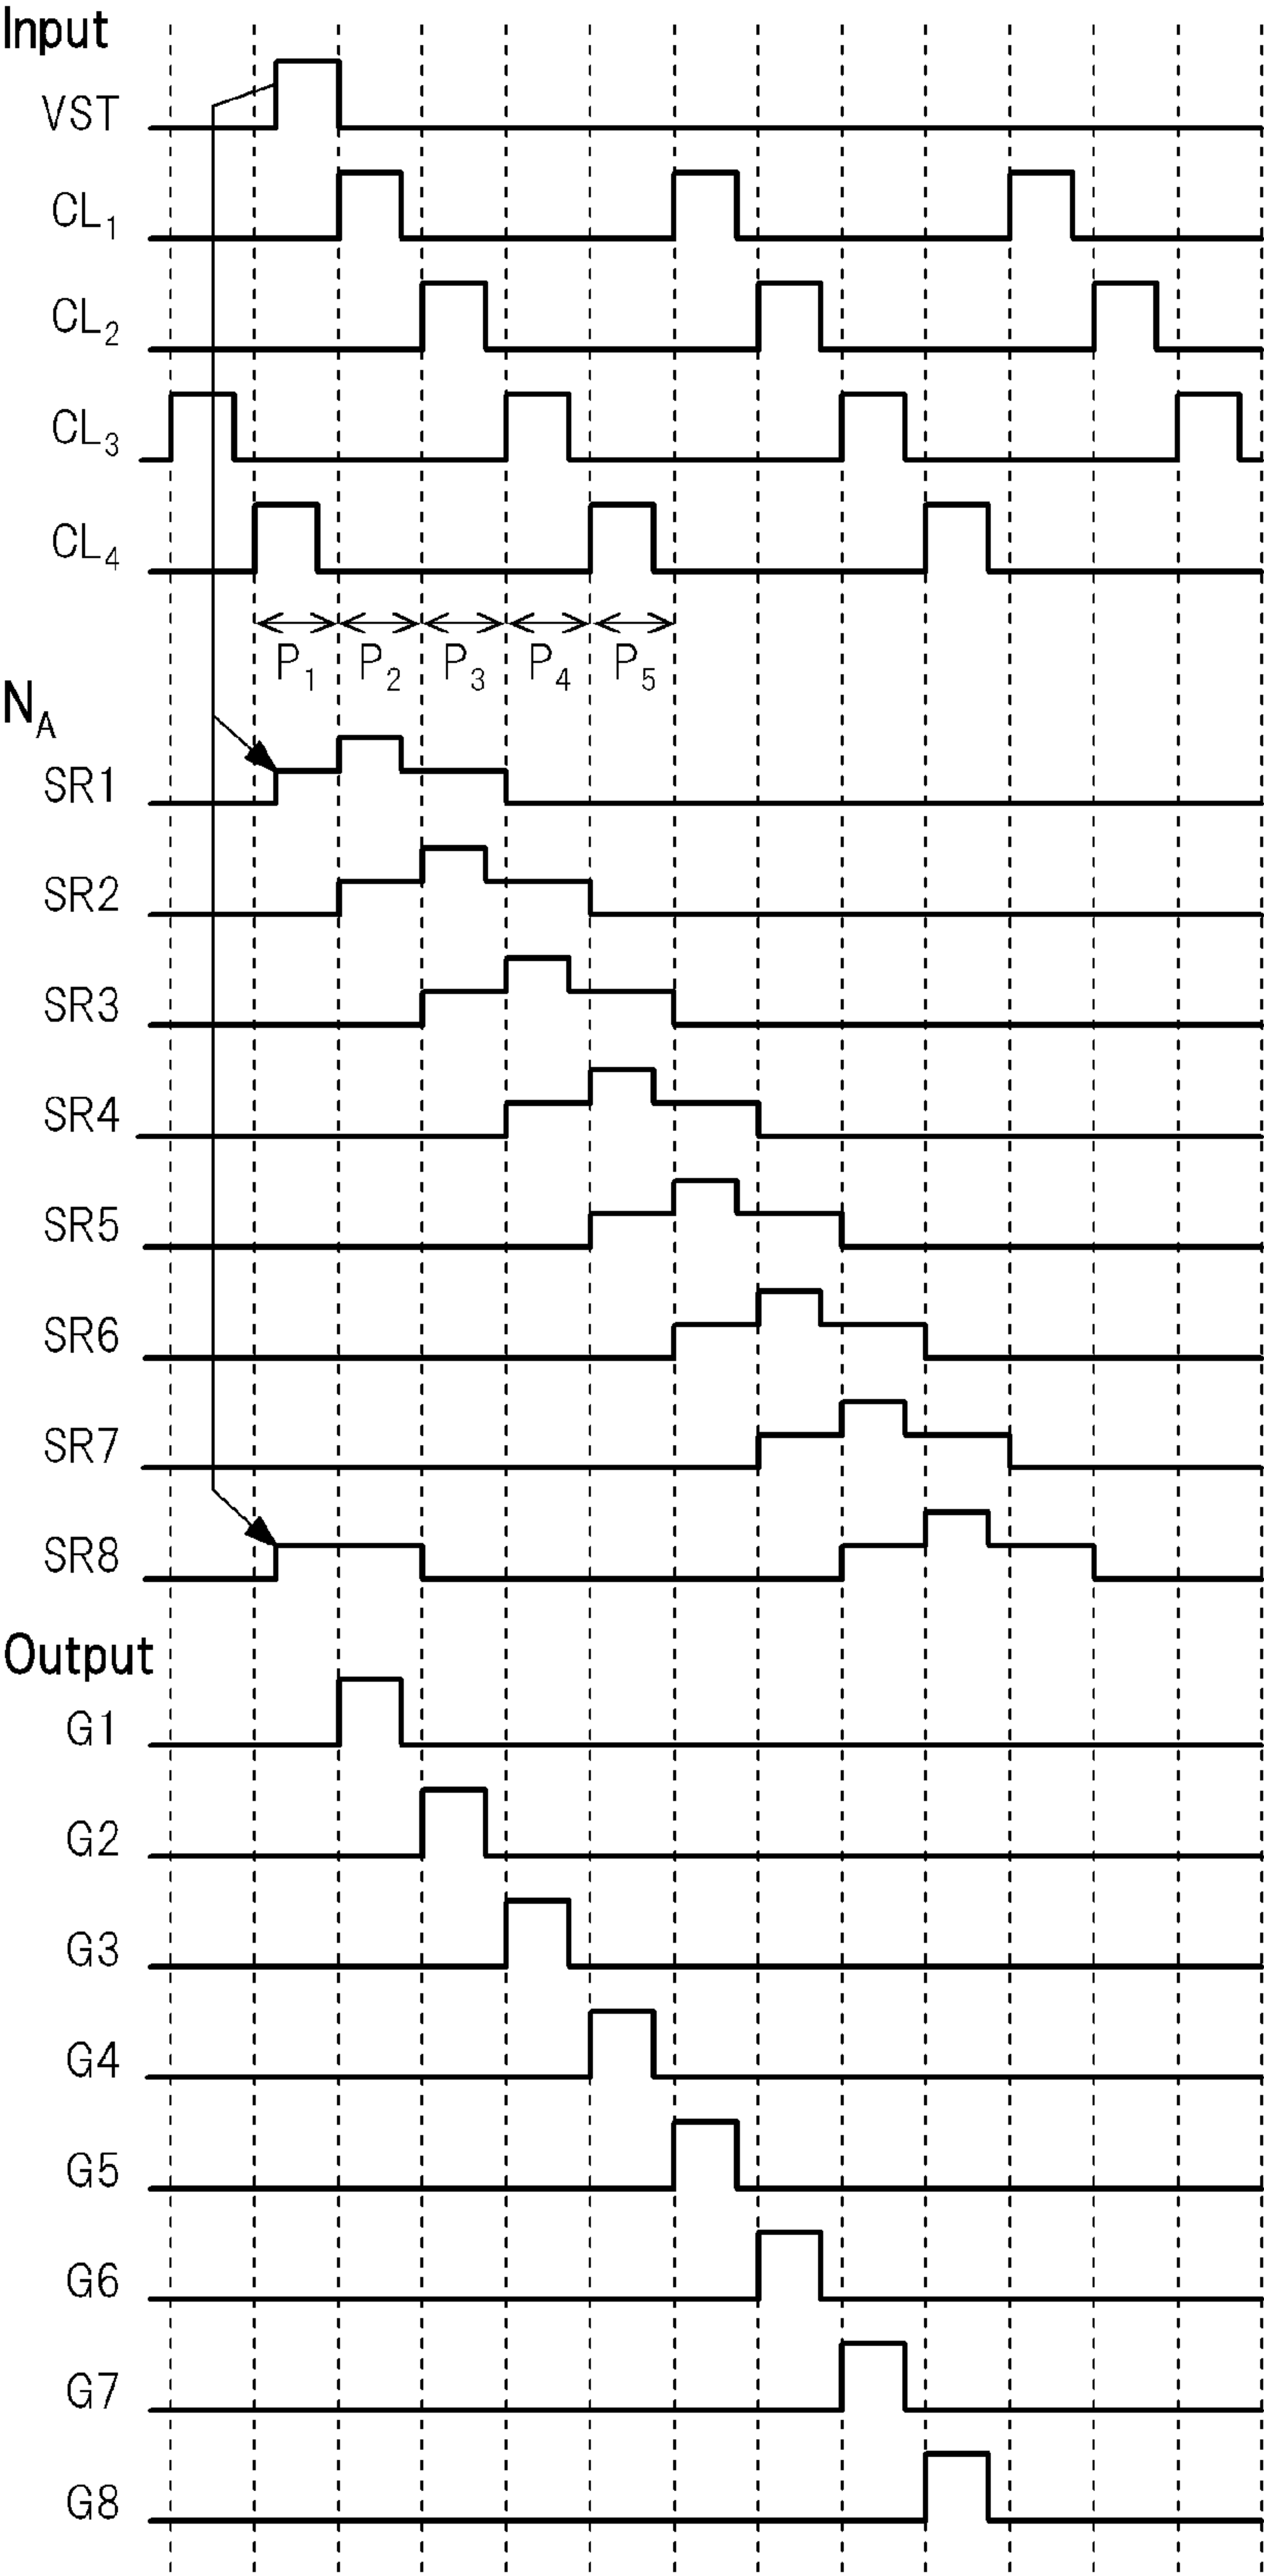 Input
VST
CL1
CL2
CL3
CL4
P1 P2 P3 P4 P5
NA
SR1
SR2
SR3
SR4
SR5
SR6
SR7
SR8
Output
G1
G2
G3
G4
G5
G6
G7
G8